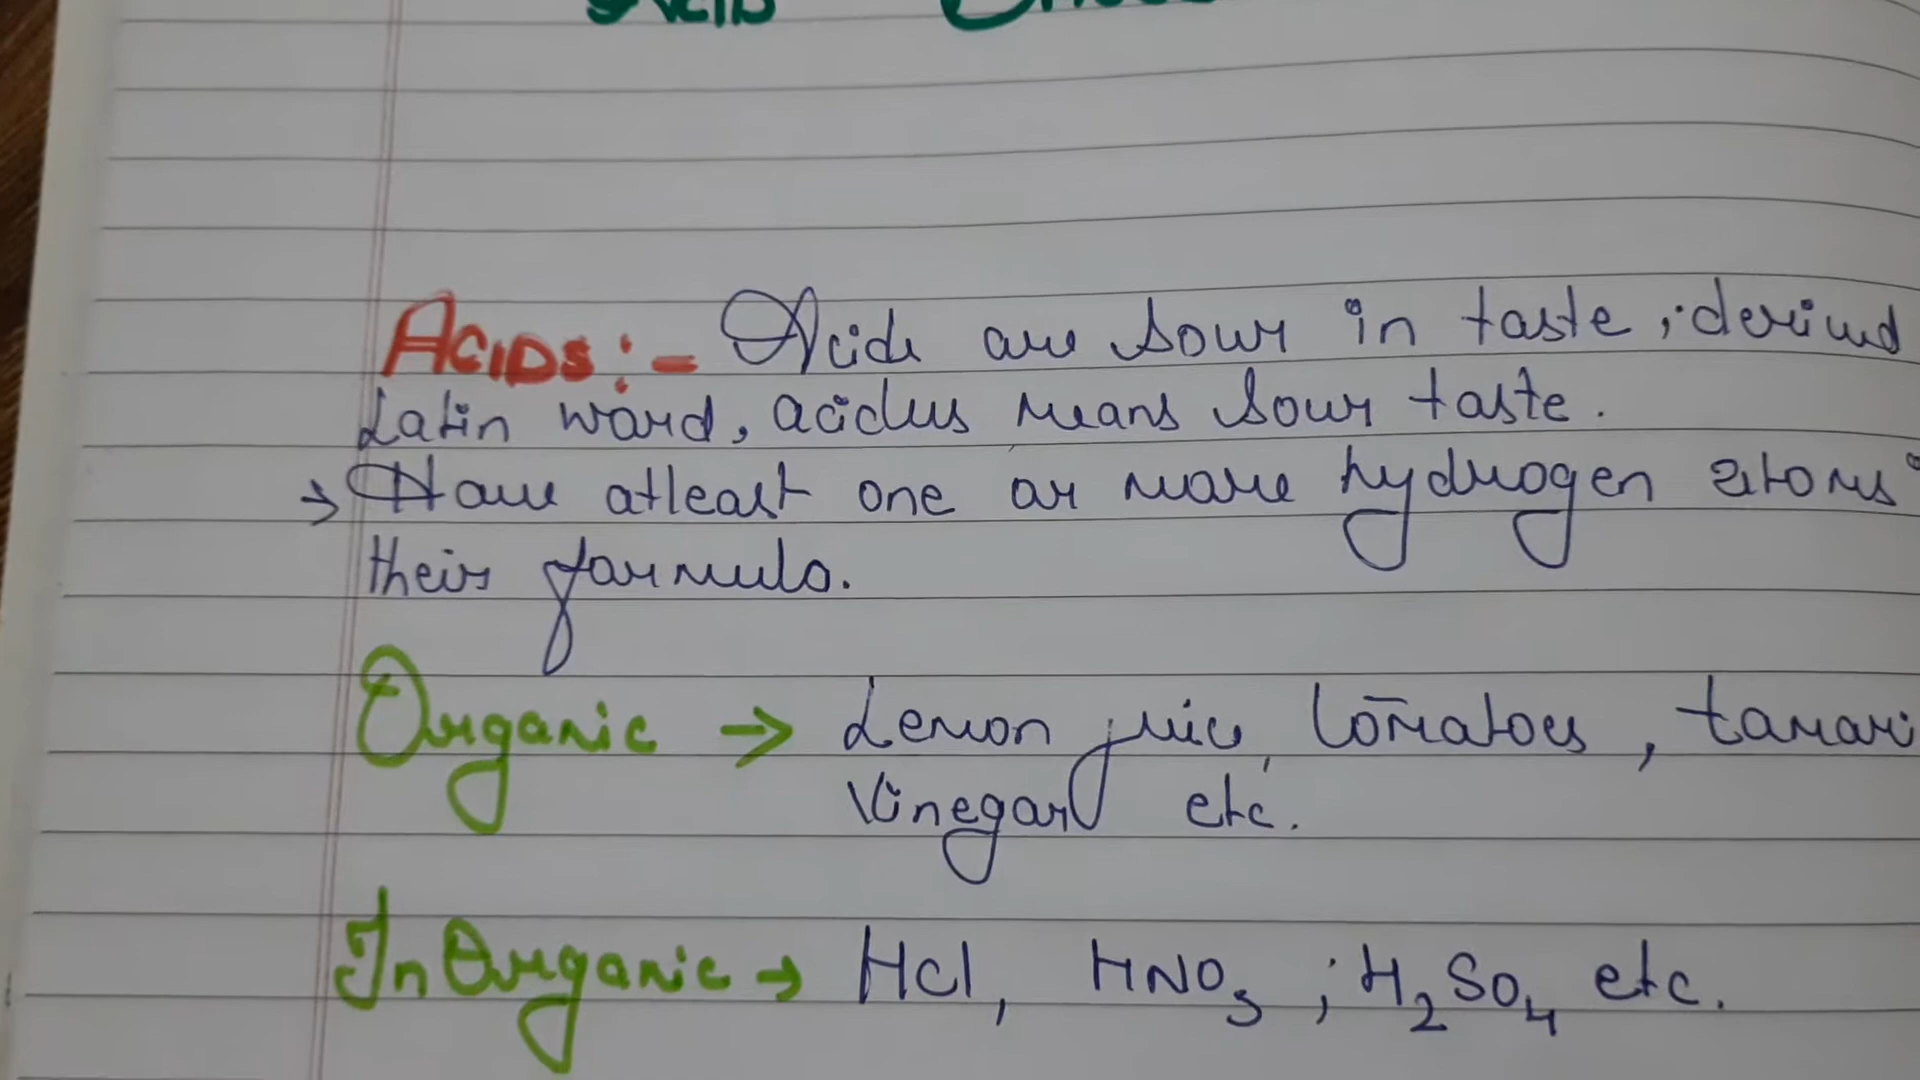 ACIDS:- Acids are sour in taste, derived
Latin word, acidus means sour taste.
→ Have atleast one or more hydrogen atoms
their formula.
Organic → Lemon juice, tomatoes, tamari
Vinegar etc.
InOrganic → HCl, HNO₃, H₂SO₄ etc.